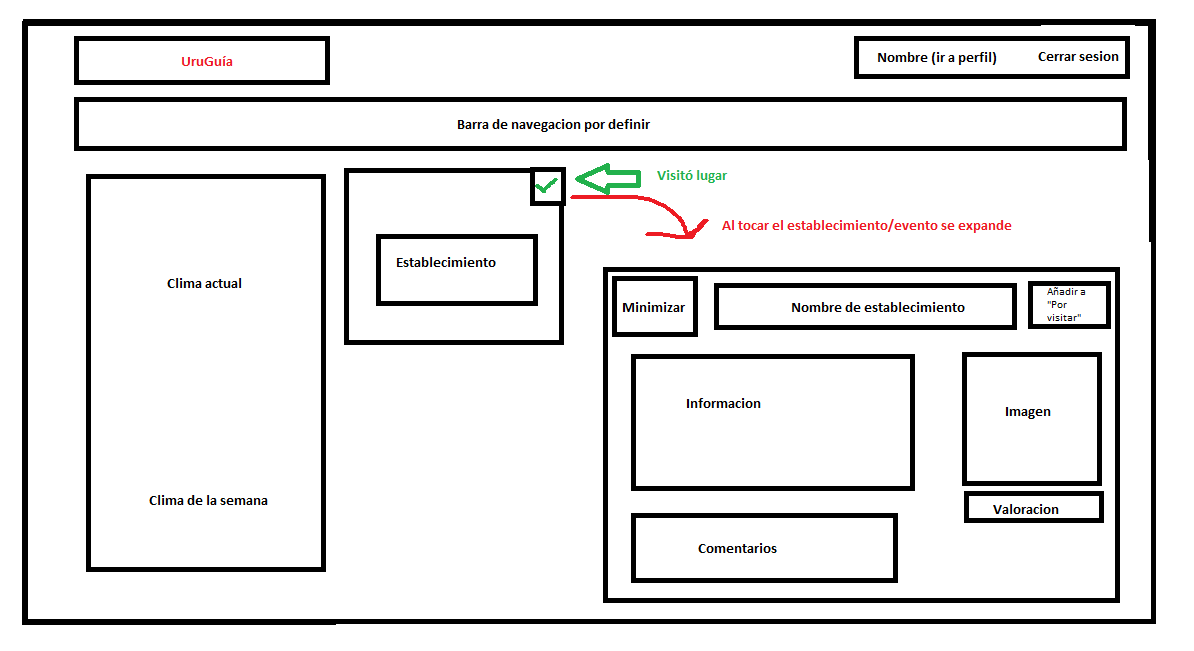 UruGuía
Nombre (ir a perfil)
Cerrar sesion
Barra de navegacion por definir
Visitó lugar
Al tocar el establecimiento/evento se expande
Clima actual
Clima de la semana
Establecimiento
Minimizar
Nombre de establecimiento
Añadir a
"Por
visitar"
Informacion
Imagen
Valoracion
Comentarios